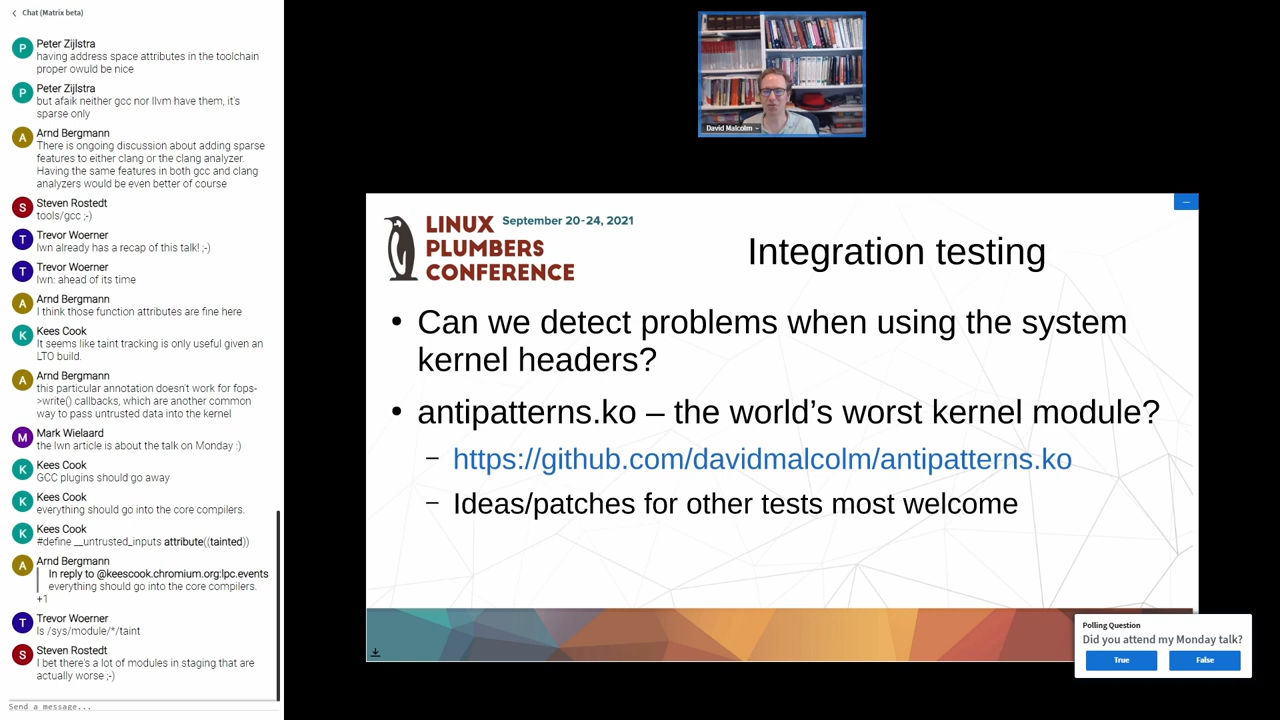 Chat (Matrix beta)
P
Peter Zijlstra
having address space attributes in the toolchain
proper owuld be nice
P
Peter Zijlstra
but afaik neither gcc nor llvm have them, it's
sparse only
A
Arnd Bergmann
There is ongoing discussion about adding sparse
features to either clang or the clang analyzer.
Having the same features in both gcc and clang
analyzers would be even better of course
S
Steven Rostedt
tools/gcc ;-)
T
Trevor Woerner
lwn already has a recap of this talk! ;-)
T
Trevor Woerner
lwn: ahead of its time
A
Arnd Bergmann
I think those function attributes are fine here
K
Kees Cook
It seems like taint tracking is only useful given an
LTO build.
A
Arnd Bergmann
this particular annotation doesn't work for fops-
>write() callbacks, which are another common
way to pass untrusted data into the kernel
M
Mark Wielaard
the lwn article is about the talk on Monday :)
K
Kees Cook
GCC plugins should go away
K
Kees Cook
everything should go into the core compilers.
K
Kees Cook
#define __untrusted_inputs attribute((tainted))
A
Arnd Bergmann
In reply to @keescook.chromium.org:lpc.events
everything should go into the core compilers.
+1
T
Trevor Woerner
ls /sys/module/*/taint
S
Steven Rostedt
I bet there's a lot of modules in staging that are
actually worse ;-)
Send a message...
David Malcolm
LINUX
PLUMBERS
CONFERENCE
September 20-24, 2021
Integration testing
• Can we detect problems when using the system
kernel headers?
• antipatterns.ko – the world's worst kernel module?
– https://github.com/davidmalcolm/antipatterns.ko
– Ideas/patches for other tests most welcome
Polling Question
Did you attend my Monday talk?
True
False